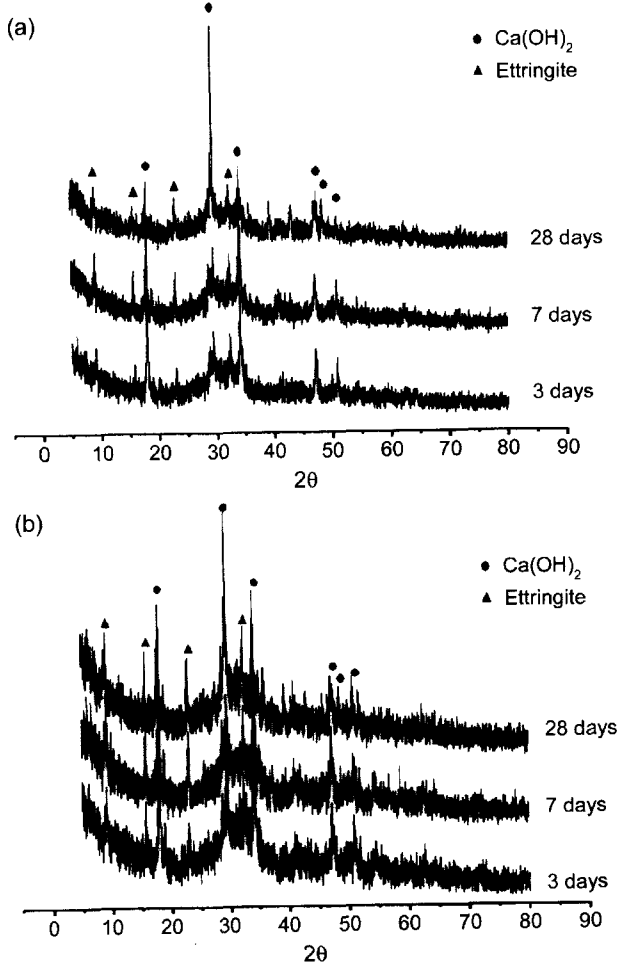 (a)
● Ca(OH)₂
▲ Ettringite
28 days
7 days
3 days
0 10 20 30 40 50 60 70 80 90
2θ
(b)
● Ca(OH)₂
▲ Ettringite
28 days
7 days
3 days
0 10 20 30 40 50 60 70 80 90
2θ